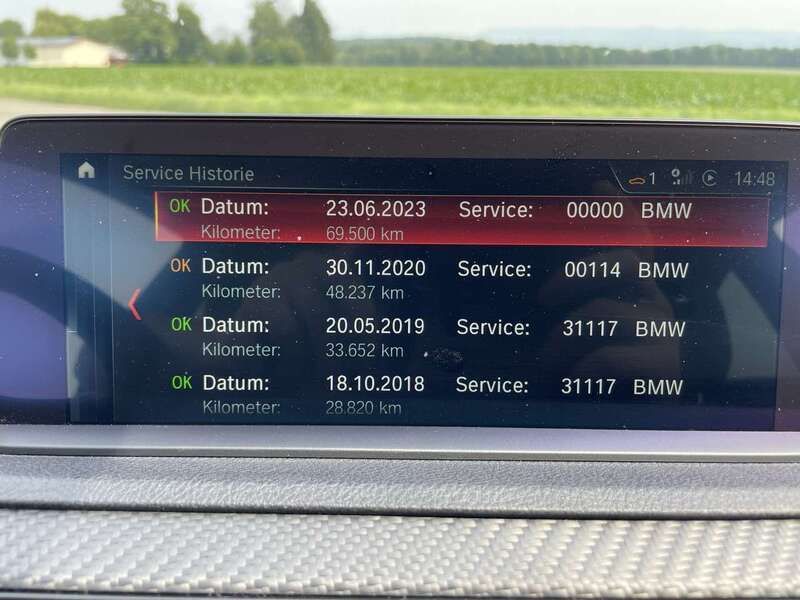 Service Historie 1 14:48
OK Datum: 23.06.2023 Service: 00000 BMW
Kilometer: 69.500 km
OK Datum: 30.11.2020 Service: 00114 BMW
Kilometer: 48.237 km
OK Datum: 20.05.2019 Service: 31117 BMW
Kilometer: 33.652 km
OK Datum: 18.10.2018 Service: 31117 BMW
Kilometer: 28.820 km